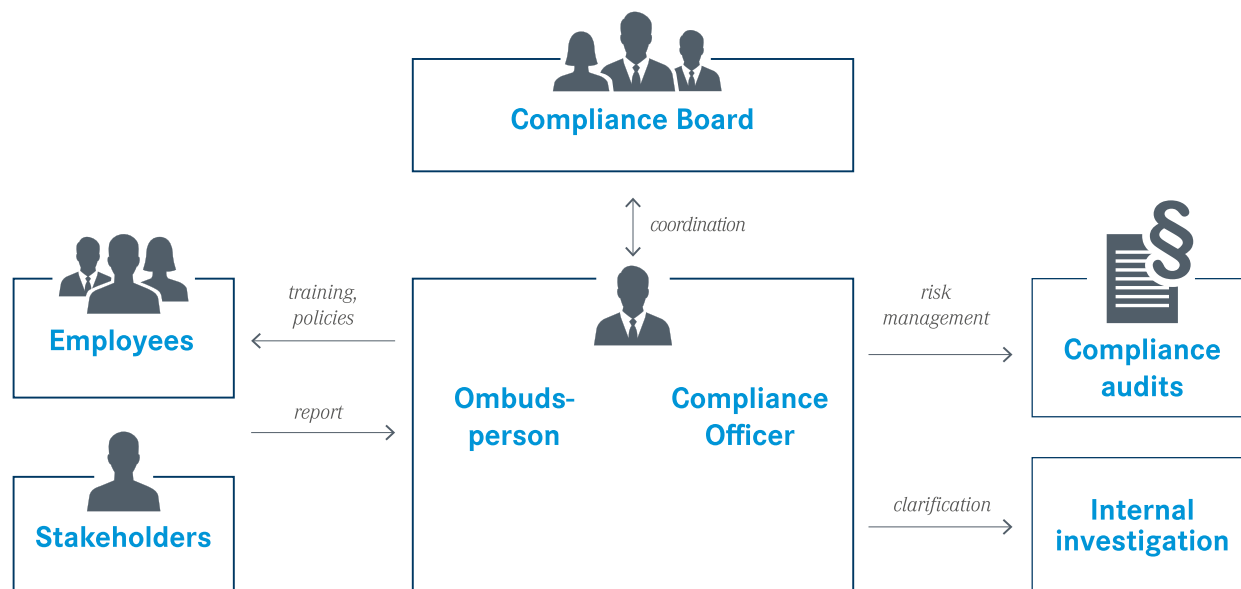 Compliance Board
coordination
training,
policies
Employees
report
Stakeholders
Ombuds-
person
Compliance
Officer
risk
management
Compliance
audits
clarification
Internal
investigation
§